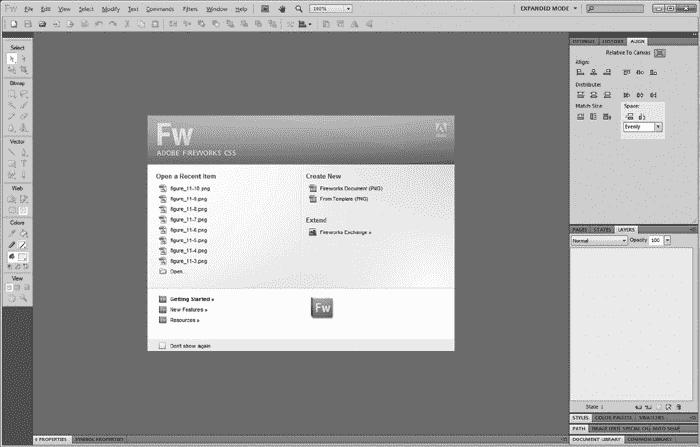 Fw File Edit View Select Modify Text Commands Filters Window Help 100% EXPANDED MODE
Select
Bitmap
Vector
Web
Colors
View
Fw
ADOBE FIREWORKS CS5
Open a Recent Item
figure_11-10.png
figure_11-9.png
figure_11-8.png
figure_11-7.png
figure_11-6.png
figure_11-5.png
figure_11-4.png
figure_11-3.png
Open...
Create New
Fireworks Document (PNG)
From Template (PNG)
Extend
Fireworks Exchange »
Getting Started »
New Features »
Resources »
Fw
Don't show again
OPTIMIZE HISTORY ALIGN
Relative To Canvas
Align:
Distribute:
Match Size: Space:
Evenly
PAGES STATES LAYERS
Normal Opacity 100
State 1
STYLES COLOR PALETTE SWATCHES
PATH IMAGE EDITI SPECIAL CH AUTO SHAP
DOCUMENT LIBRARY COMMON LIBRARY
PROPERTIES SYMBOL PROPERTIES